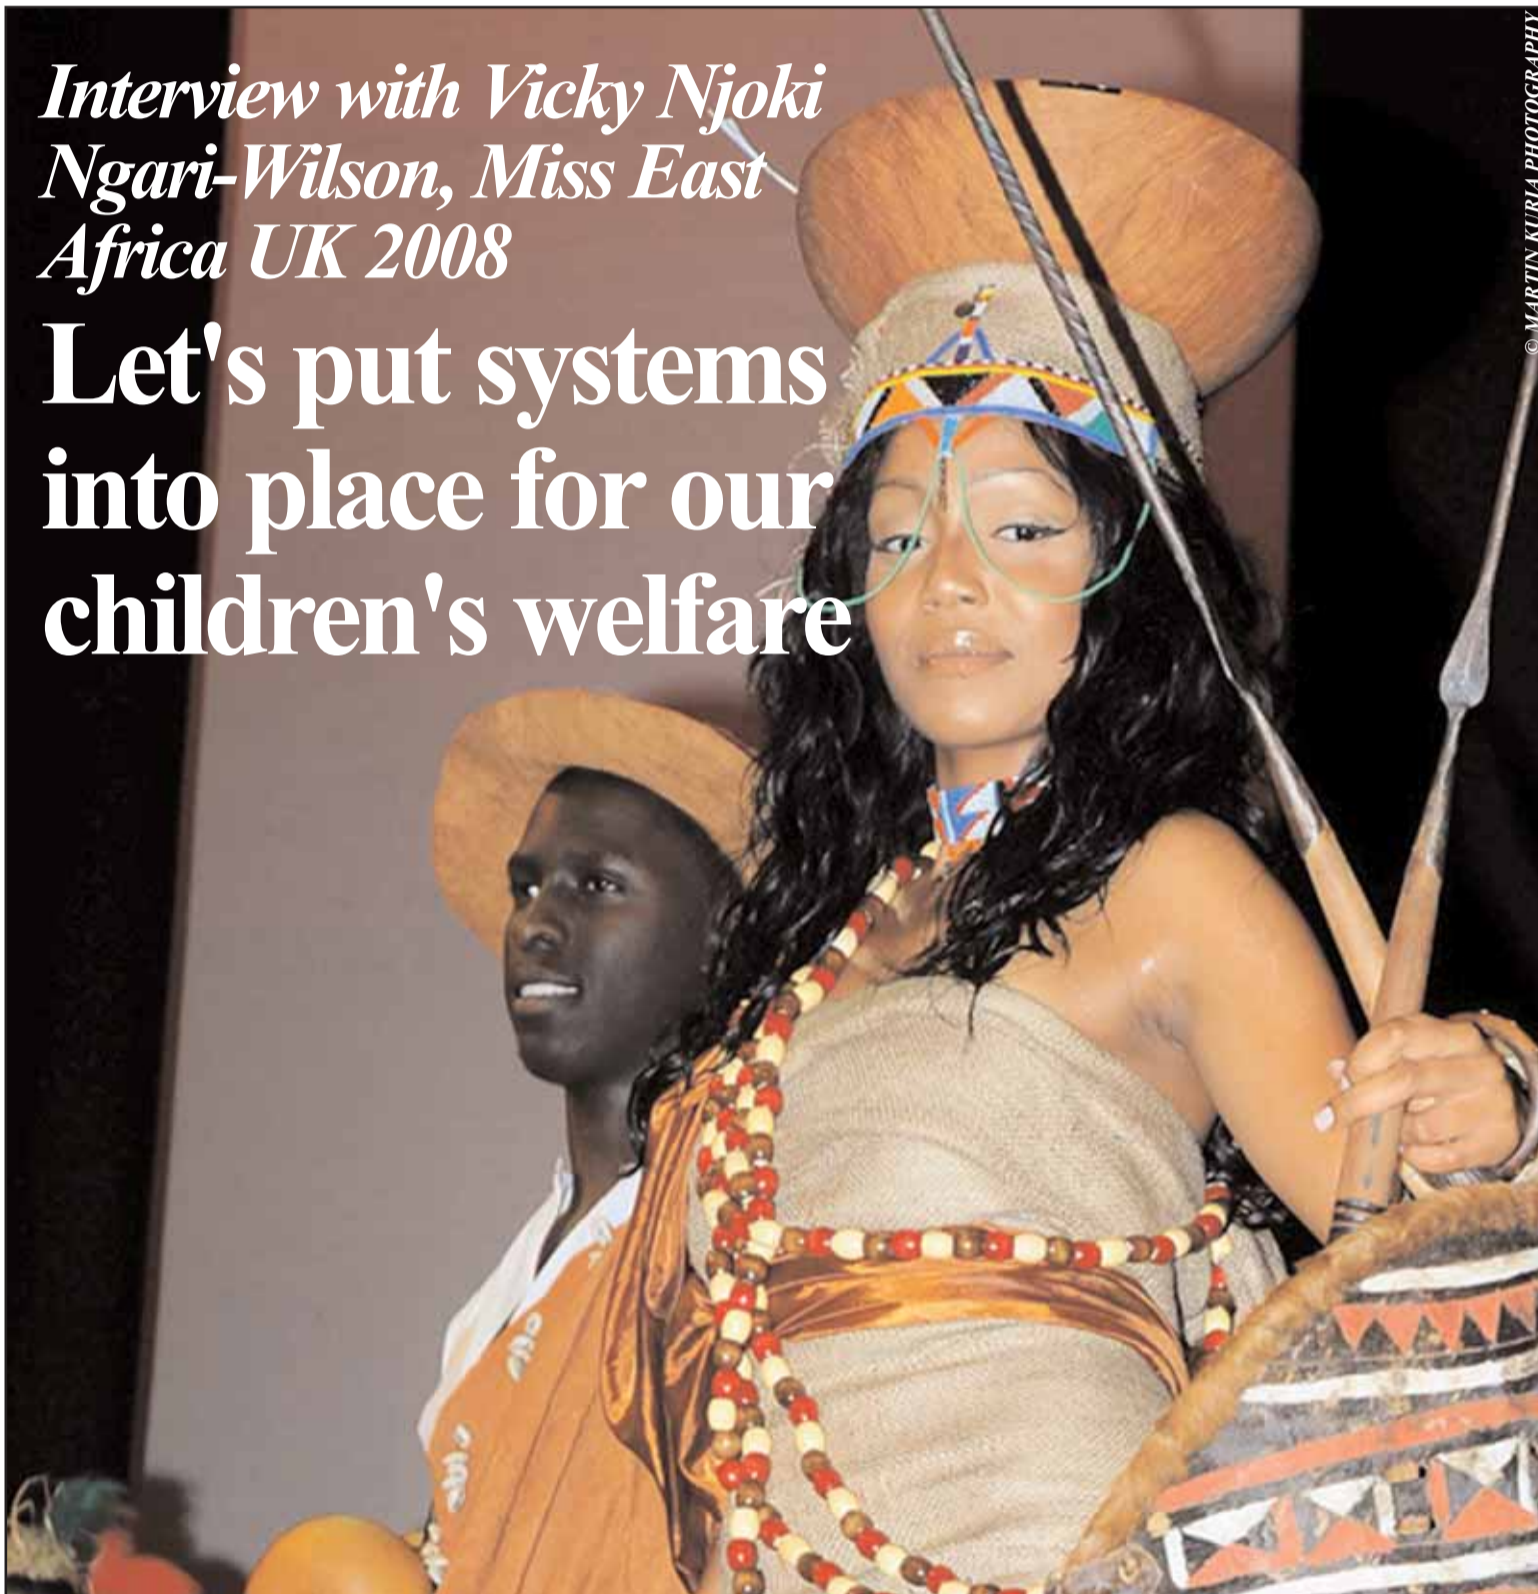 Interview with Vicky Njoki
Ngari-Wilson, Miss East
Africa UK 2008
Let's put systems
into place for our
children's welfare
© MARTIN KURIA PHOTOGRAPHY